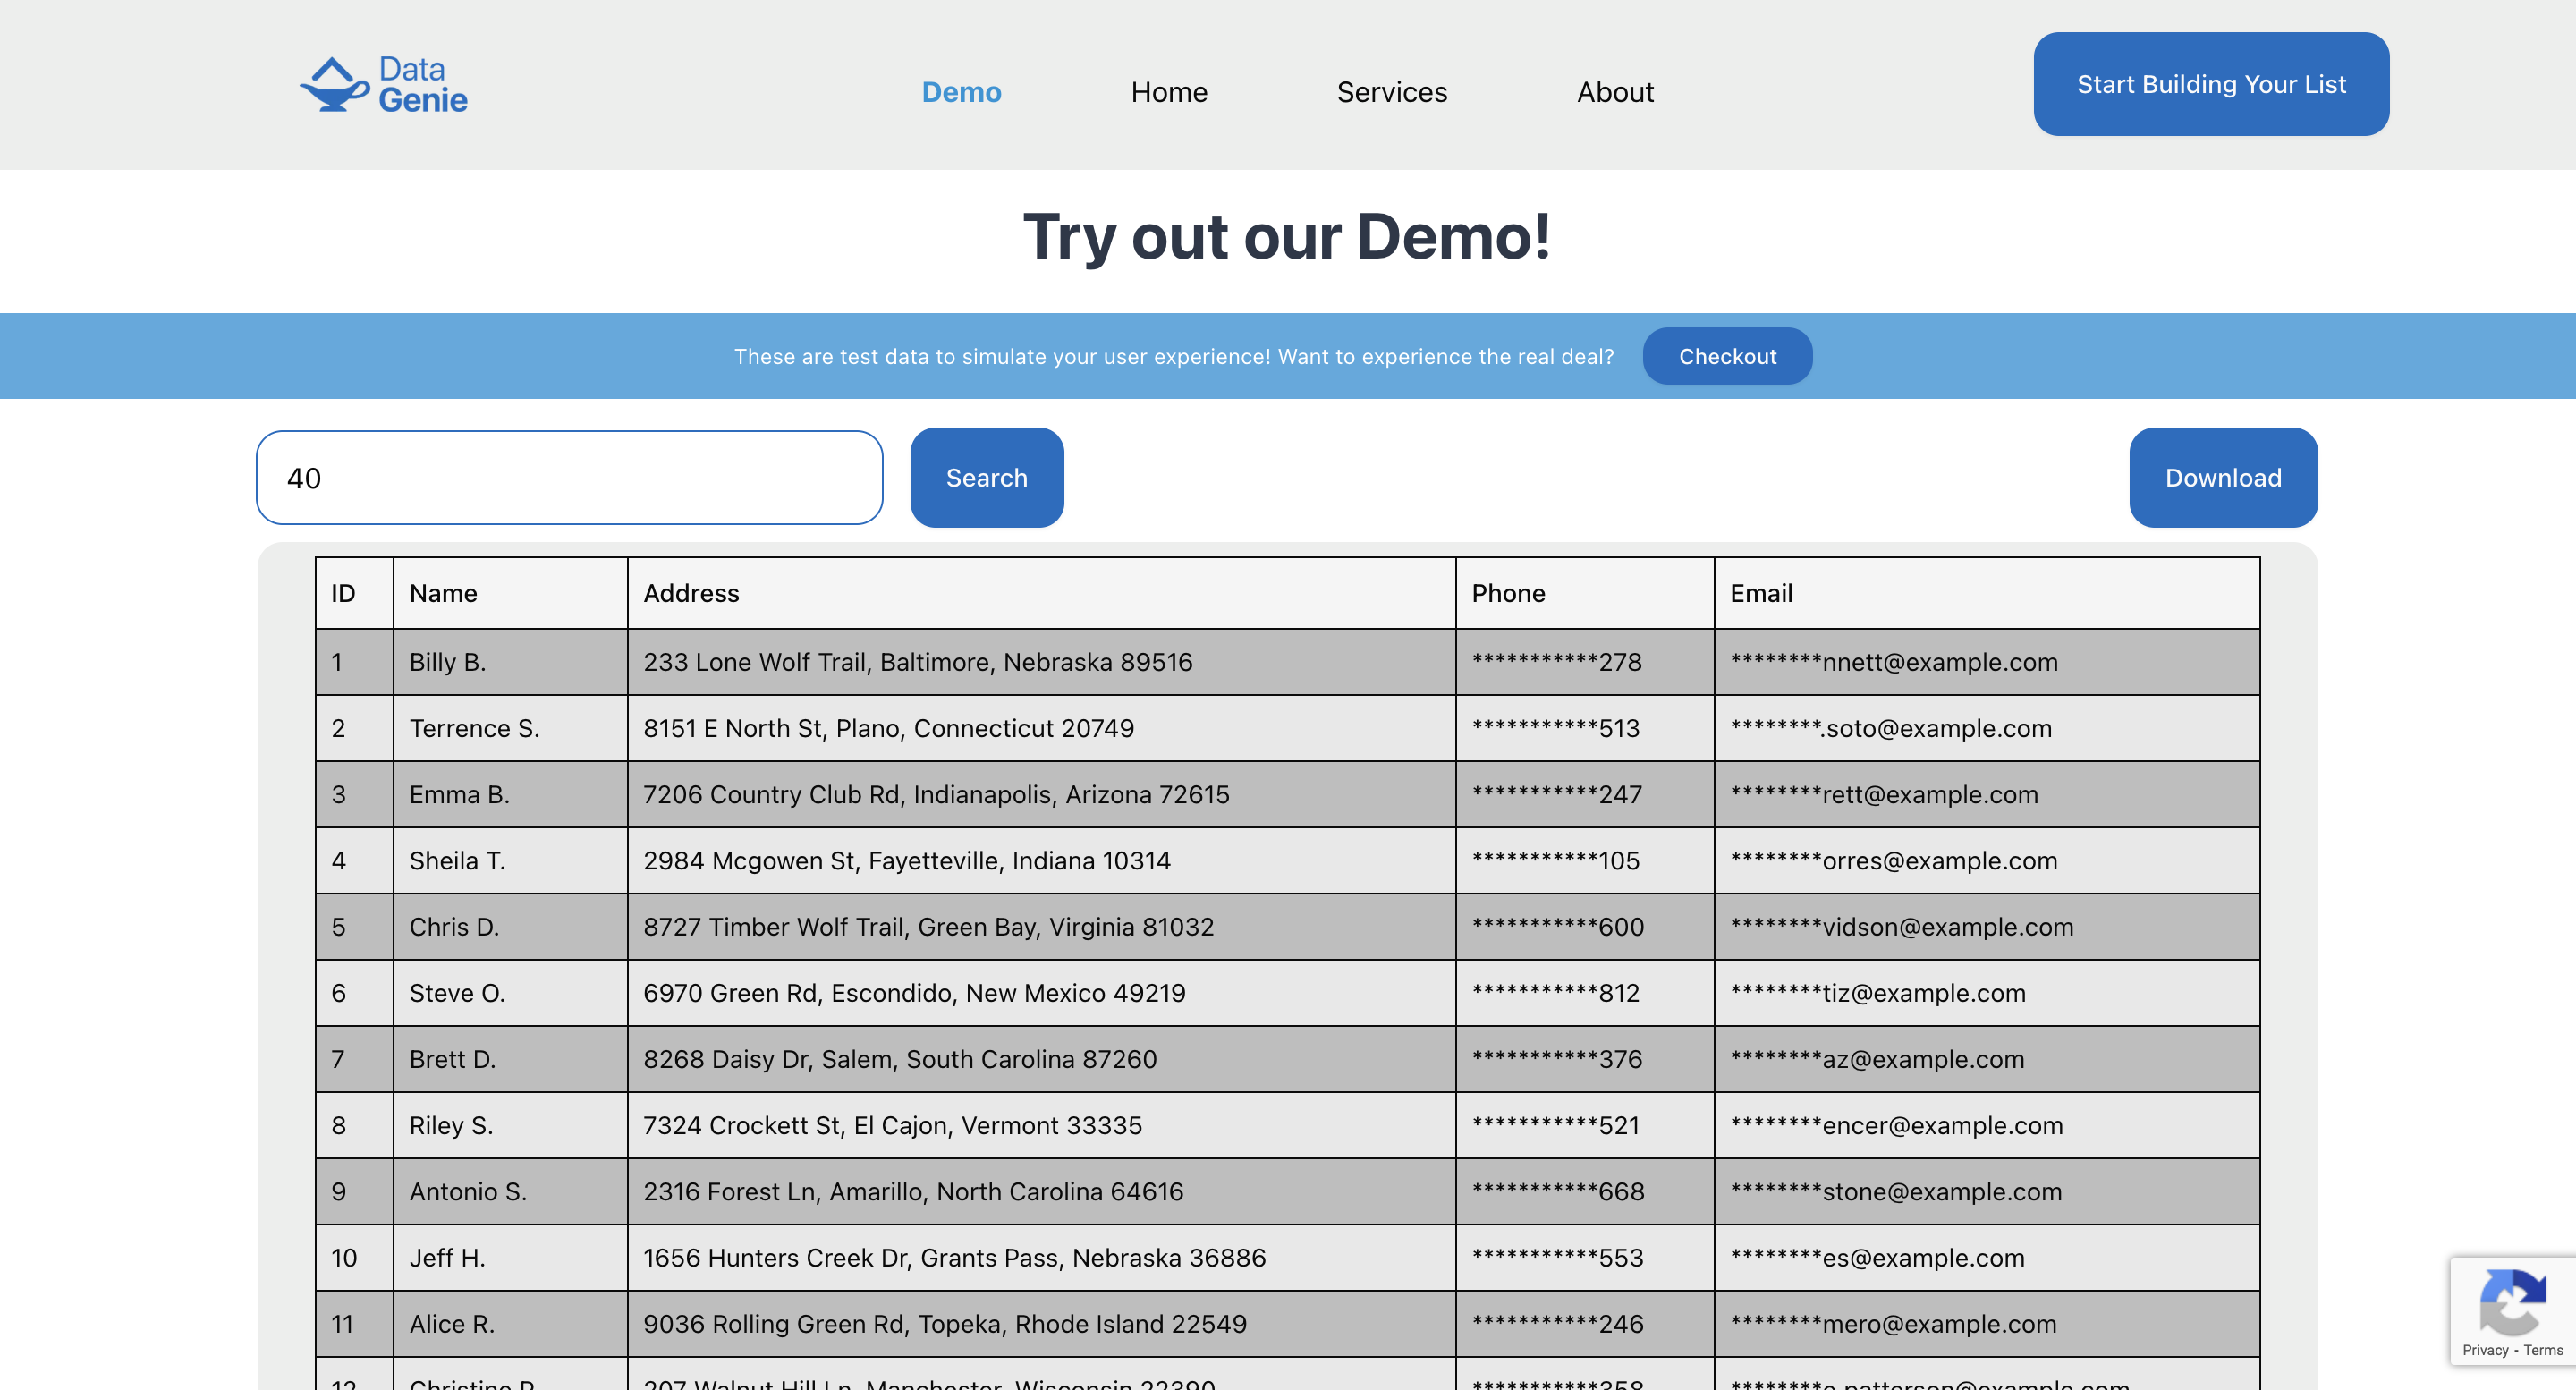 Data
Genie
Demo Home Services About Start Building Your List
Try out our Demo!
These are test data to simulate your user experience! Want to experience the real deal? Checkout
40 Search Download
ID Name Address Phone Email
1 Billy B. 233 Lone Wolf Trail, Baltimore, Nebraska 89516 ***********278 ********nnett@example.com
2 Terrence S. 8151 E North St, Plano, Connecticut 20749 ***********513 ********.soto@example.com
3 Emma B. 7206 Country Club Rd, Indianapolis, Arizona 72615 ***********247 ********rett@example.com
4 Sheila T. 2984 Mcgowen St, Fayetteville, Indiana 10314 ***********105 ********orres@example.com
5 Chris D. 8727 Timber Wolf Trail, Green Bay, Virginia 81032 ***********600 ********vidson@example.com
6 Steve O. 6970 Green Rd, Escondido, New Mexico 49219 ***********812 ********tiz@example.com
7 Brett D. 8268 Daisy Dr, Salem, South Carolina 87260 ***********376 ********az@example.com
8 Riley S. 7324 Crockett St, El Cajon, Vermont 33335 ***********521 ********encer@example.com
9 Antonio S. 2316 Forest Ln, Amarillo, North Carolina 64616 ***********668 ********stone@example.com
10 Jeff H. 1656 Hunters Creek Dr, Grants Pass, Nebraska 36886 ***********553 ********es@example.com
11 Alice R. 9036 Rolling Green Rd, Topeka, Rhode Island 22549 ***********246 ********mero@example.com
12 Christine P. 207 Walnut Hill Ln, Manchester, Wisconsin 22390 ***********358 ********e.patterson@example.com
Privacy - Terms